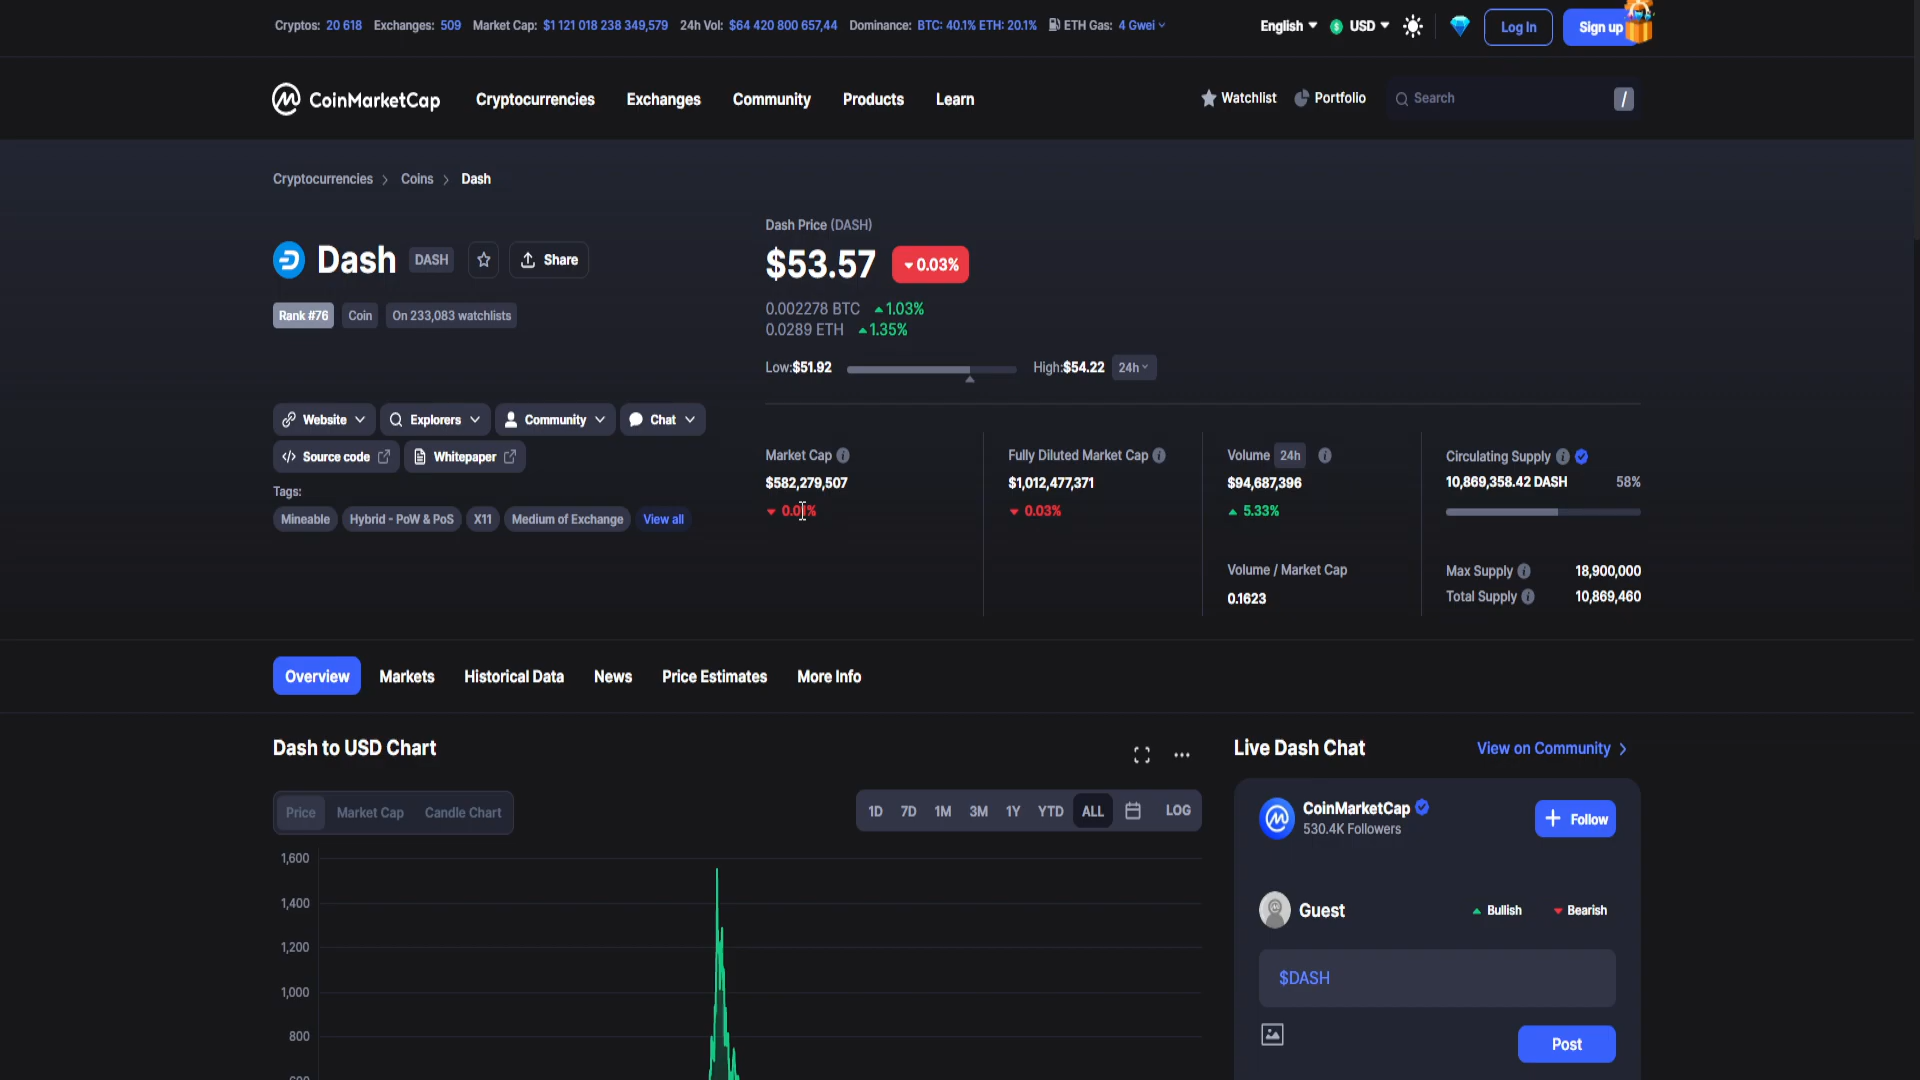 Cryptos: 20 618 Exchanges: 509 Market Cap: $1 121 018 238 349,579 24h Vol: $64 420 800 657,44 Dominance: BTC: 40.1% ETH: 20.1% ETH Gas: 4 Gwei
English USD Log In Sign up
CoinMarketCap Cryptocurrencies Exchanges Community Products Learn
Watchlist Portfolio Search /
Cryptocurrencies Coins Dash
Dash DASH Share
Rank #76 Coin On 233,083 watchlists
Website Explorers Community Chat
Source code Whitepaper
Tags:
Mineable Hybrid - PoW & PoS X11 Medium of Exchange View all
Dash Price (DASH)
$53.57 0.03%
0.002278 BTC 1.03%
0.0289 ETH 1.35%
Low:$51.92 High:$54.22 24h
Market Cap
$582,279,507
0.01%
Fully Diluted Market Cap
$1,012,477,371
0.03%
Volume 24h
$94,687,396
5.33%
Volume / Market Cap
0.1623
Circulating Supply
10,869,358.42 DASH 58%
Max Supply 18,900,000
Total Supply 10,869,460
Overview Markets Historical Data News Price Estimates More Info
Dash to USD Chart
Price Market Cap Candle Chart
1D 7D 1M 3M 1Y YTD ALL LOG
1,600
1,400
1,200
1,000
800
600
Live Dash Chat View on Community
CoinMarketCap
530.4K Followers
Follow
Guest Bullish Bearish
$DASH
Post